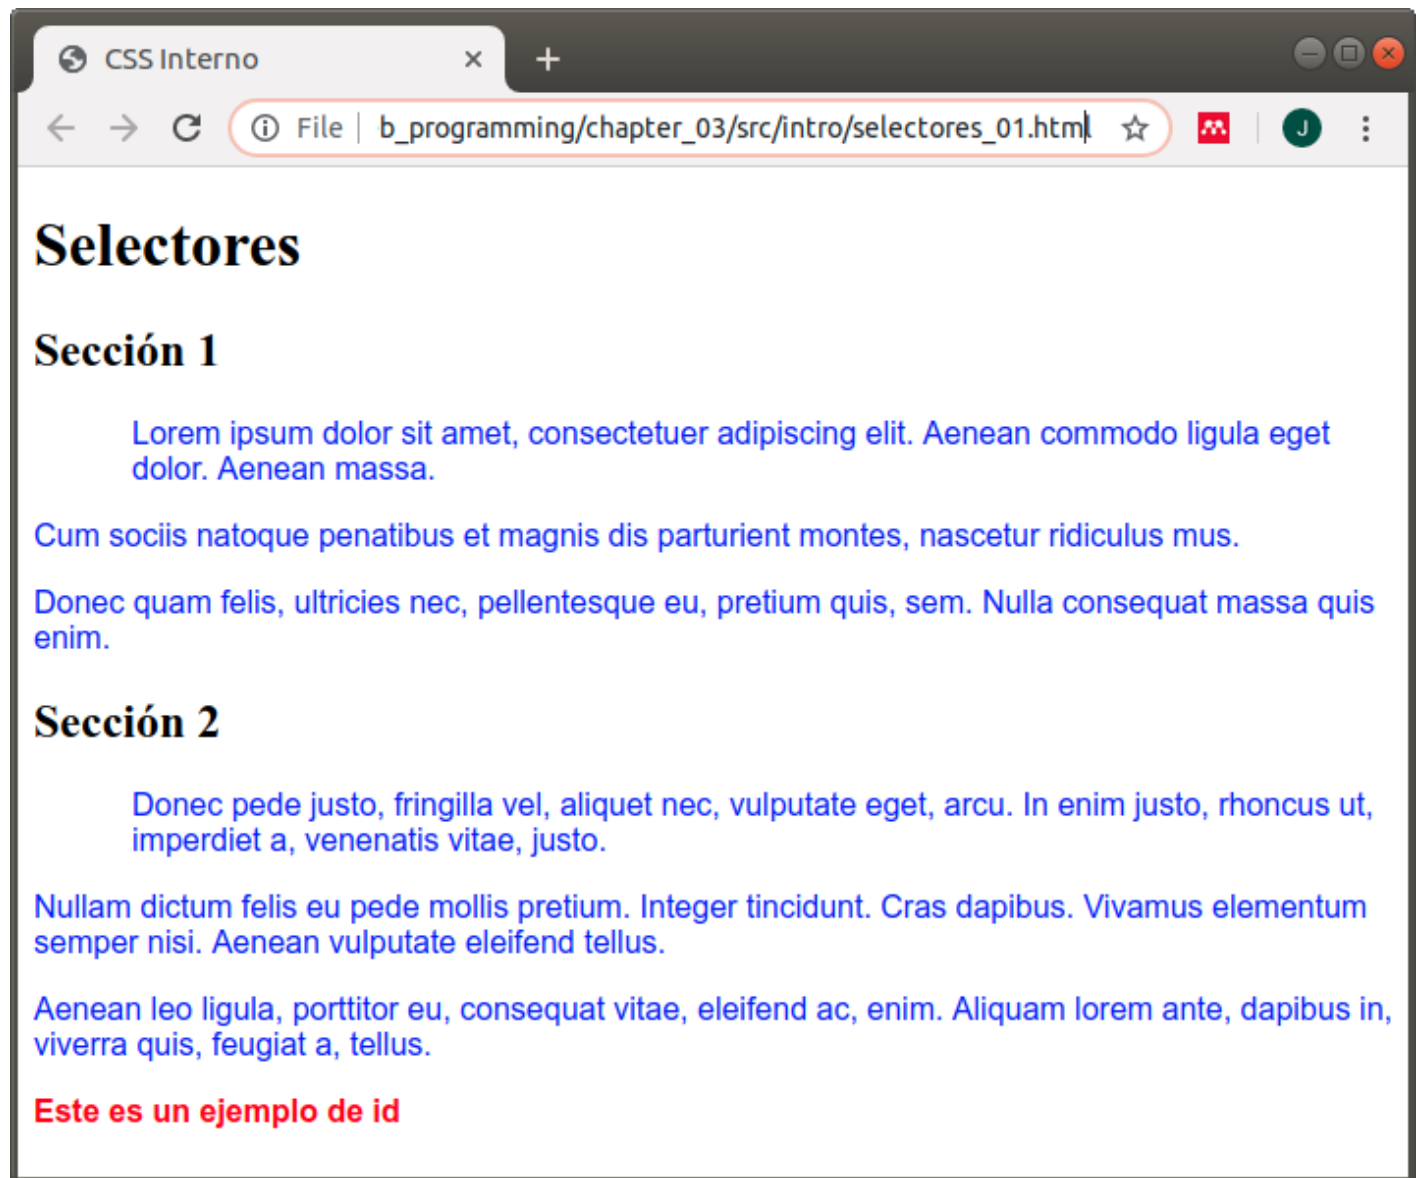 CSS Interno
File b_programming/chapter_03/src/intro/selectores_01.html
J
Selectores
Sección 1
Lorem ipsum dolor sit amet, consectetuer adipiscing elit. Aenean commodo ligula eget
dolor. Aenean massa.
Cum sociis natoque penatibus et magnis dis parturient montes, nascetur ridiculus mus.
Donec quam felis, ultricies nec, pellentesque eu, pretium quis, sem. Nulla consequat massa quis
enim.
Sección 2
Donec pede justo, fringilla vel, aliquet nec, vulputate eget, arcu. In enim justo, rhoncus ut,
imperdiet a, venenatis vitae, justo.
Nullam dictum felis eu pede mollis pretium. Integer tincidunt. Cras dapibus. Vivamus elementum
semper nisi. Aenean vulputate eleifend tellus.
Aenean leo ligula, porttitor eu, consequat vitae, eleifend ac, enim. Aliquam lorem ante, dapibus in,
viverra quis, feugiat a, tellus.
Este es un ejemplo de id